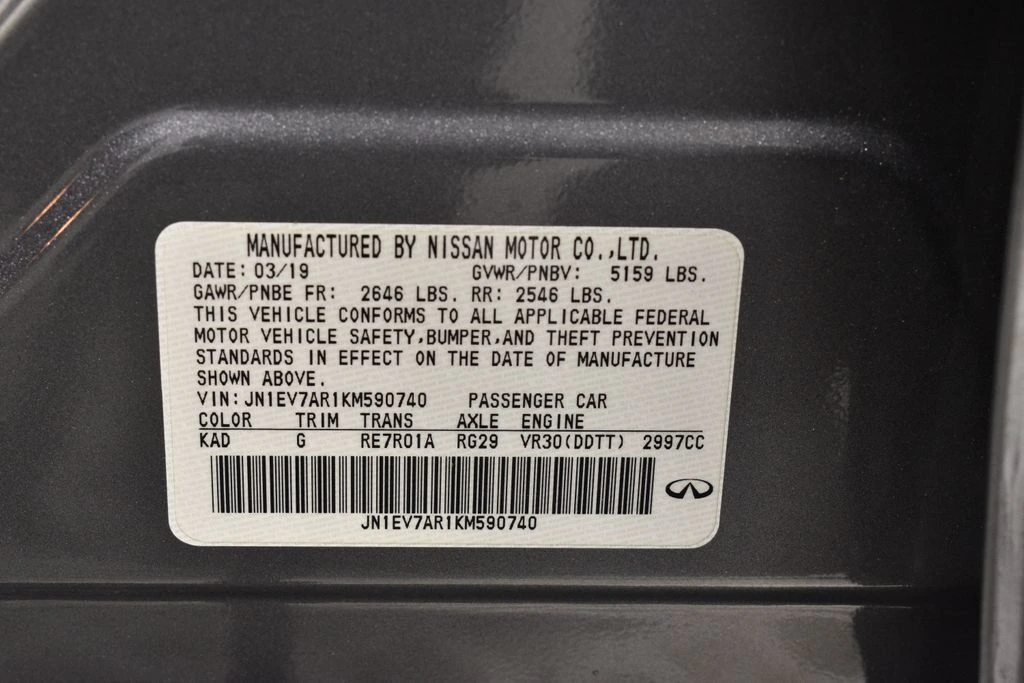 MANUFACTURED BY NISSAN MOTOR CO.,LTD.
DATE: 03/19 GVWR/PNBV: 5159 LBS.
GAWR/PNBE FR: 2646 LBS. RR: 2546 LBS.
THIS VEHICLE CONFORMS TO ALL APPLICABLE FEDERAL
MOTOR VEHICLE SAFETY,BUMPER,AND THEFT PREVENTION
STANDARDS IN EFFECT ON THE DATE OF MANUFACTURE
SHOWN ABOVE.
VIN:JN1EV7AR1KM590740 PASSENGER CAR
COLOR TRIM TRANS AXLE ENGINE
KAD G RE7R01A RG29 VR30(DDTT) 2997CC
JN1EV7AR1KM590740